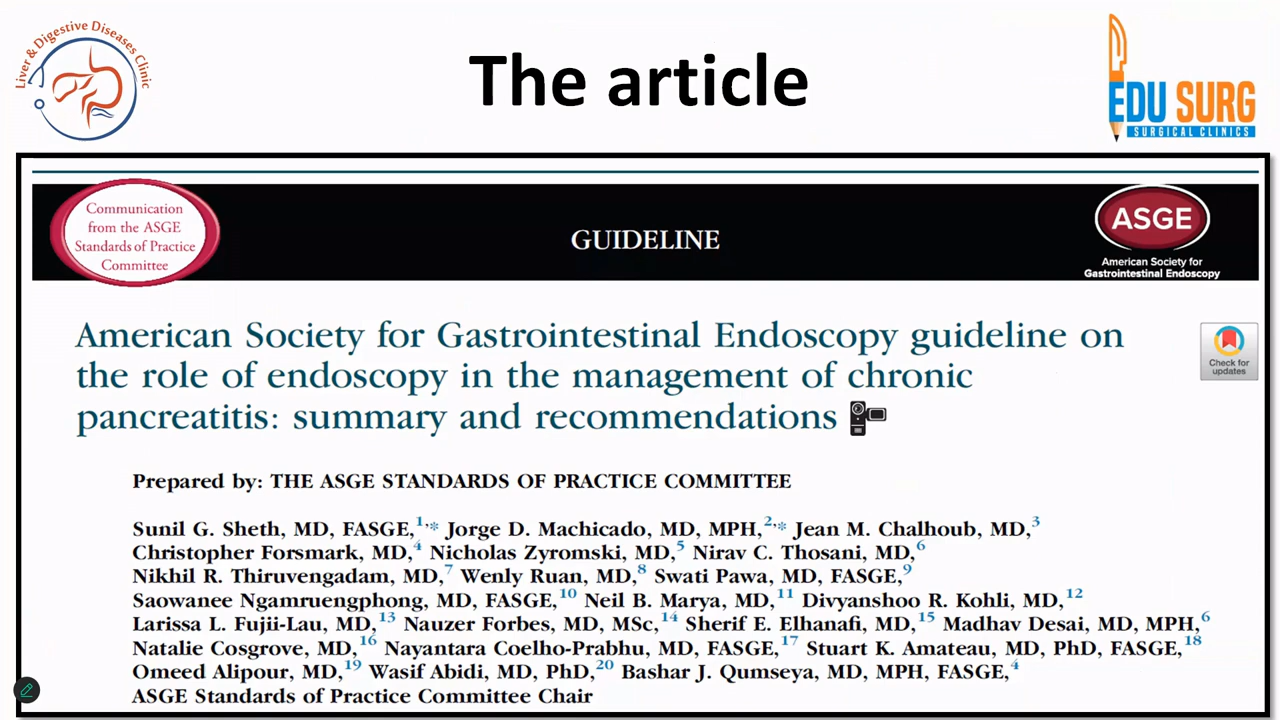 Liver & Digestive Diseases Clinic
The article
EDU SURG
SURGICAL CLINICS
Communication
from the ASGE
Standards of Practice
Committee
GUIDELINE
ASGE
American Society for
Gastrointestinal Endoscopy
American Society for Gastrointestinal Endoscopy guideline on
the role of endoscopy in the management of chronic
pancreatitis: summary and recommendations
Check for
updates
Prepared by: THE ASGE STANDARDS OF PRACTICE COMMITTEE
Sunil G. Sheth, MD, FASGE,1,* Jorge D. Machicado, MD, MPH,2,* Jean M. Chalhoub, MD,3
Christopher Forsmark, MD,4 Nicholas Zyromski, MD,5 Nirav C. Thosani, MD,6
Nikhil R. Thiruvengadam, MD,7 Wenly Ruan, MD,8 Swati Pawa, MD, FASGE,9
Saowanee Ngamruengphong, MD, FASGE,10 Neil B. Marya, MD,11 Divyanshoo R. Kohli, MD,12
Larissa L. Fujii-Lau, MD,13 Nauzer Forbes, MD, MSc,14 Sherif E. Elhanafi, MD,15 Madhav Desai, MD, MPH,6
Natalie Cosgrove, MD,16 Nayantara Coelho-Prabhu, MD, FASGE,17 Stuart K. Amateau, MD, PhD, FASGE,18
Omeed Alipour, MD,19 Wasif Abidi, MD, PhD,20 Bashar J. Qumseya, MD, MPH, FASGE,4
ASGE Standards of Practice Committee Chair